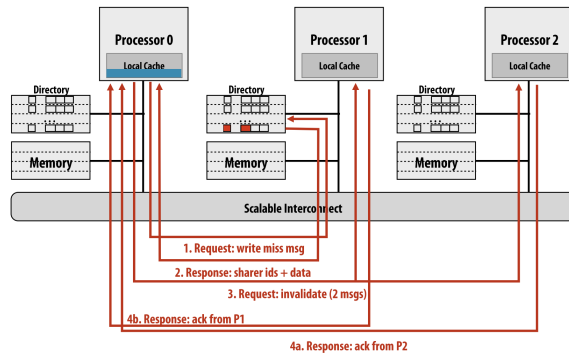 Processor 0
Local Cache
Processor 1
Local Cache
Processor 2
Local Cache
Directory
...
Directory
...
Directory
...
Memory
Memory
Memory
Scalable Interconnect
1. Request: write miss msg
2. Response: sharer ids + data
3. Request: invalidate (2 msgs)
4b. Response: ack from P1
4a. Response: ack from P2